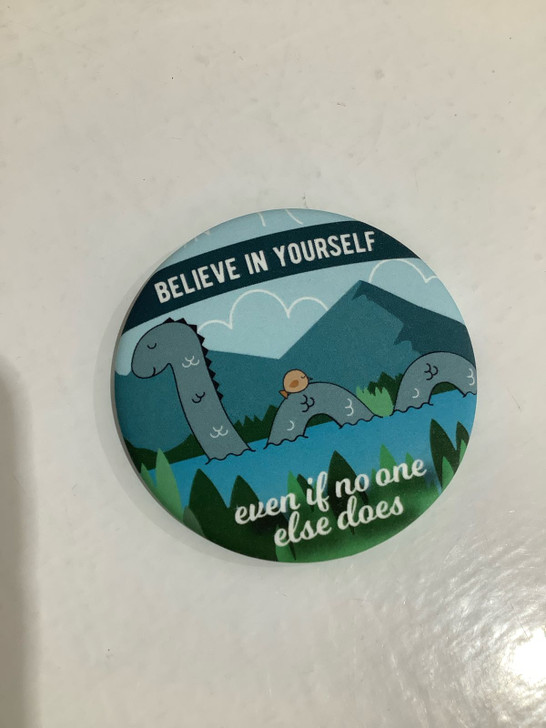 BELIEVE IN YOURSELF
even if no one
else does